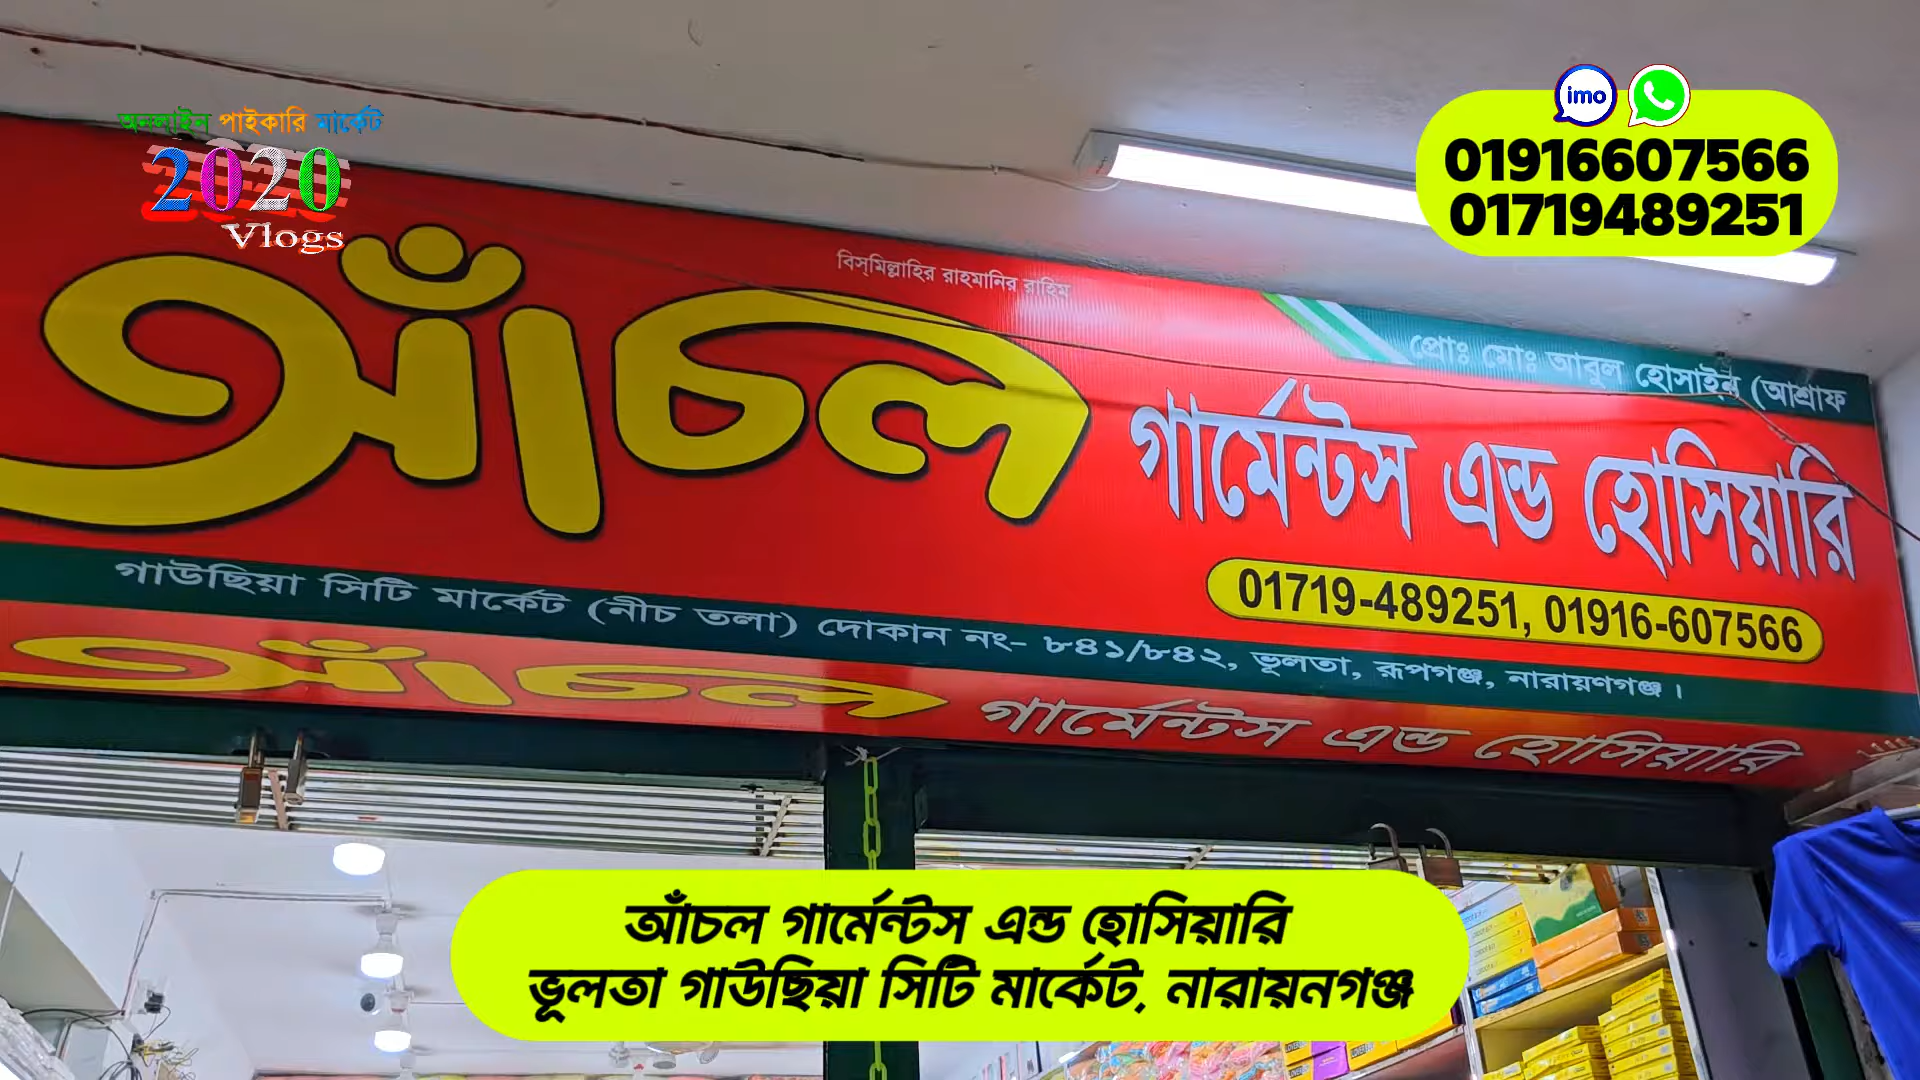 অনলাইন পাইকারি মার্কেট
2020
Vlogs
imo
01916607566
01719489251
বিস্‌মিল্লাহির রাহমানির রাহিম
প্রোঃ মোঃ আবুল হোসাইন (আশ্রাফ
আঁচল গার্মেন্টস এন্ড হোসিয়ারি
01719-489251, 01916-607566
গাউছিয়া সিটি মার্কেট (নীচ তলা) দোকান নং- ৮৪১/৮৪২, ভূলতা, রূপগঞ্জ, নারায়ণগঞ্জ।
আঁচল গার্মেন্টস এন্ড হোসিয়ারি
আঁচল গার্মেন্টস এন্ড হোসিয়ারি
ভূলতা গাউছিয়া সিটি মার্কেট, নারায়নগঞ্জ